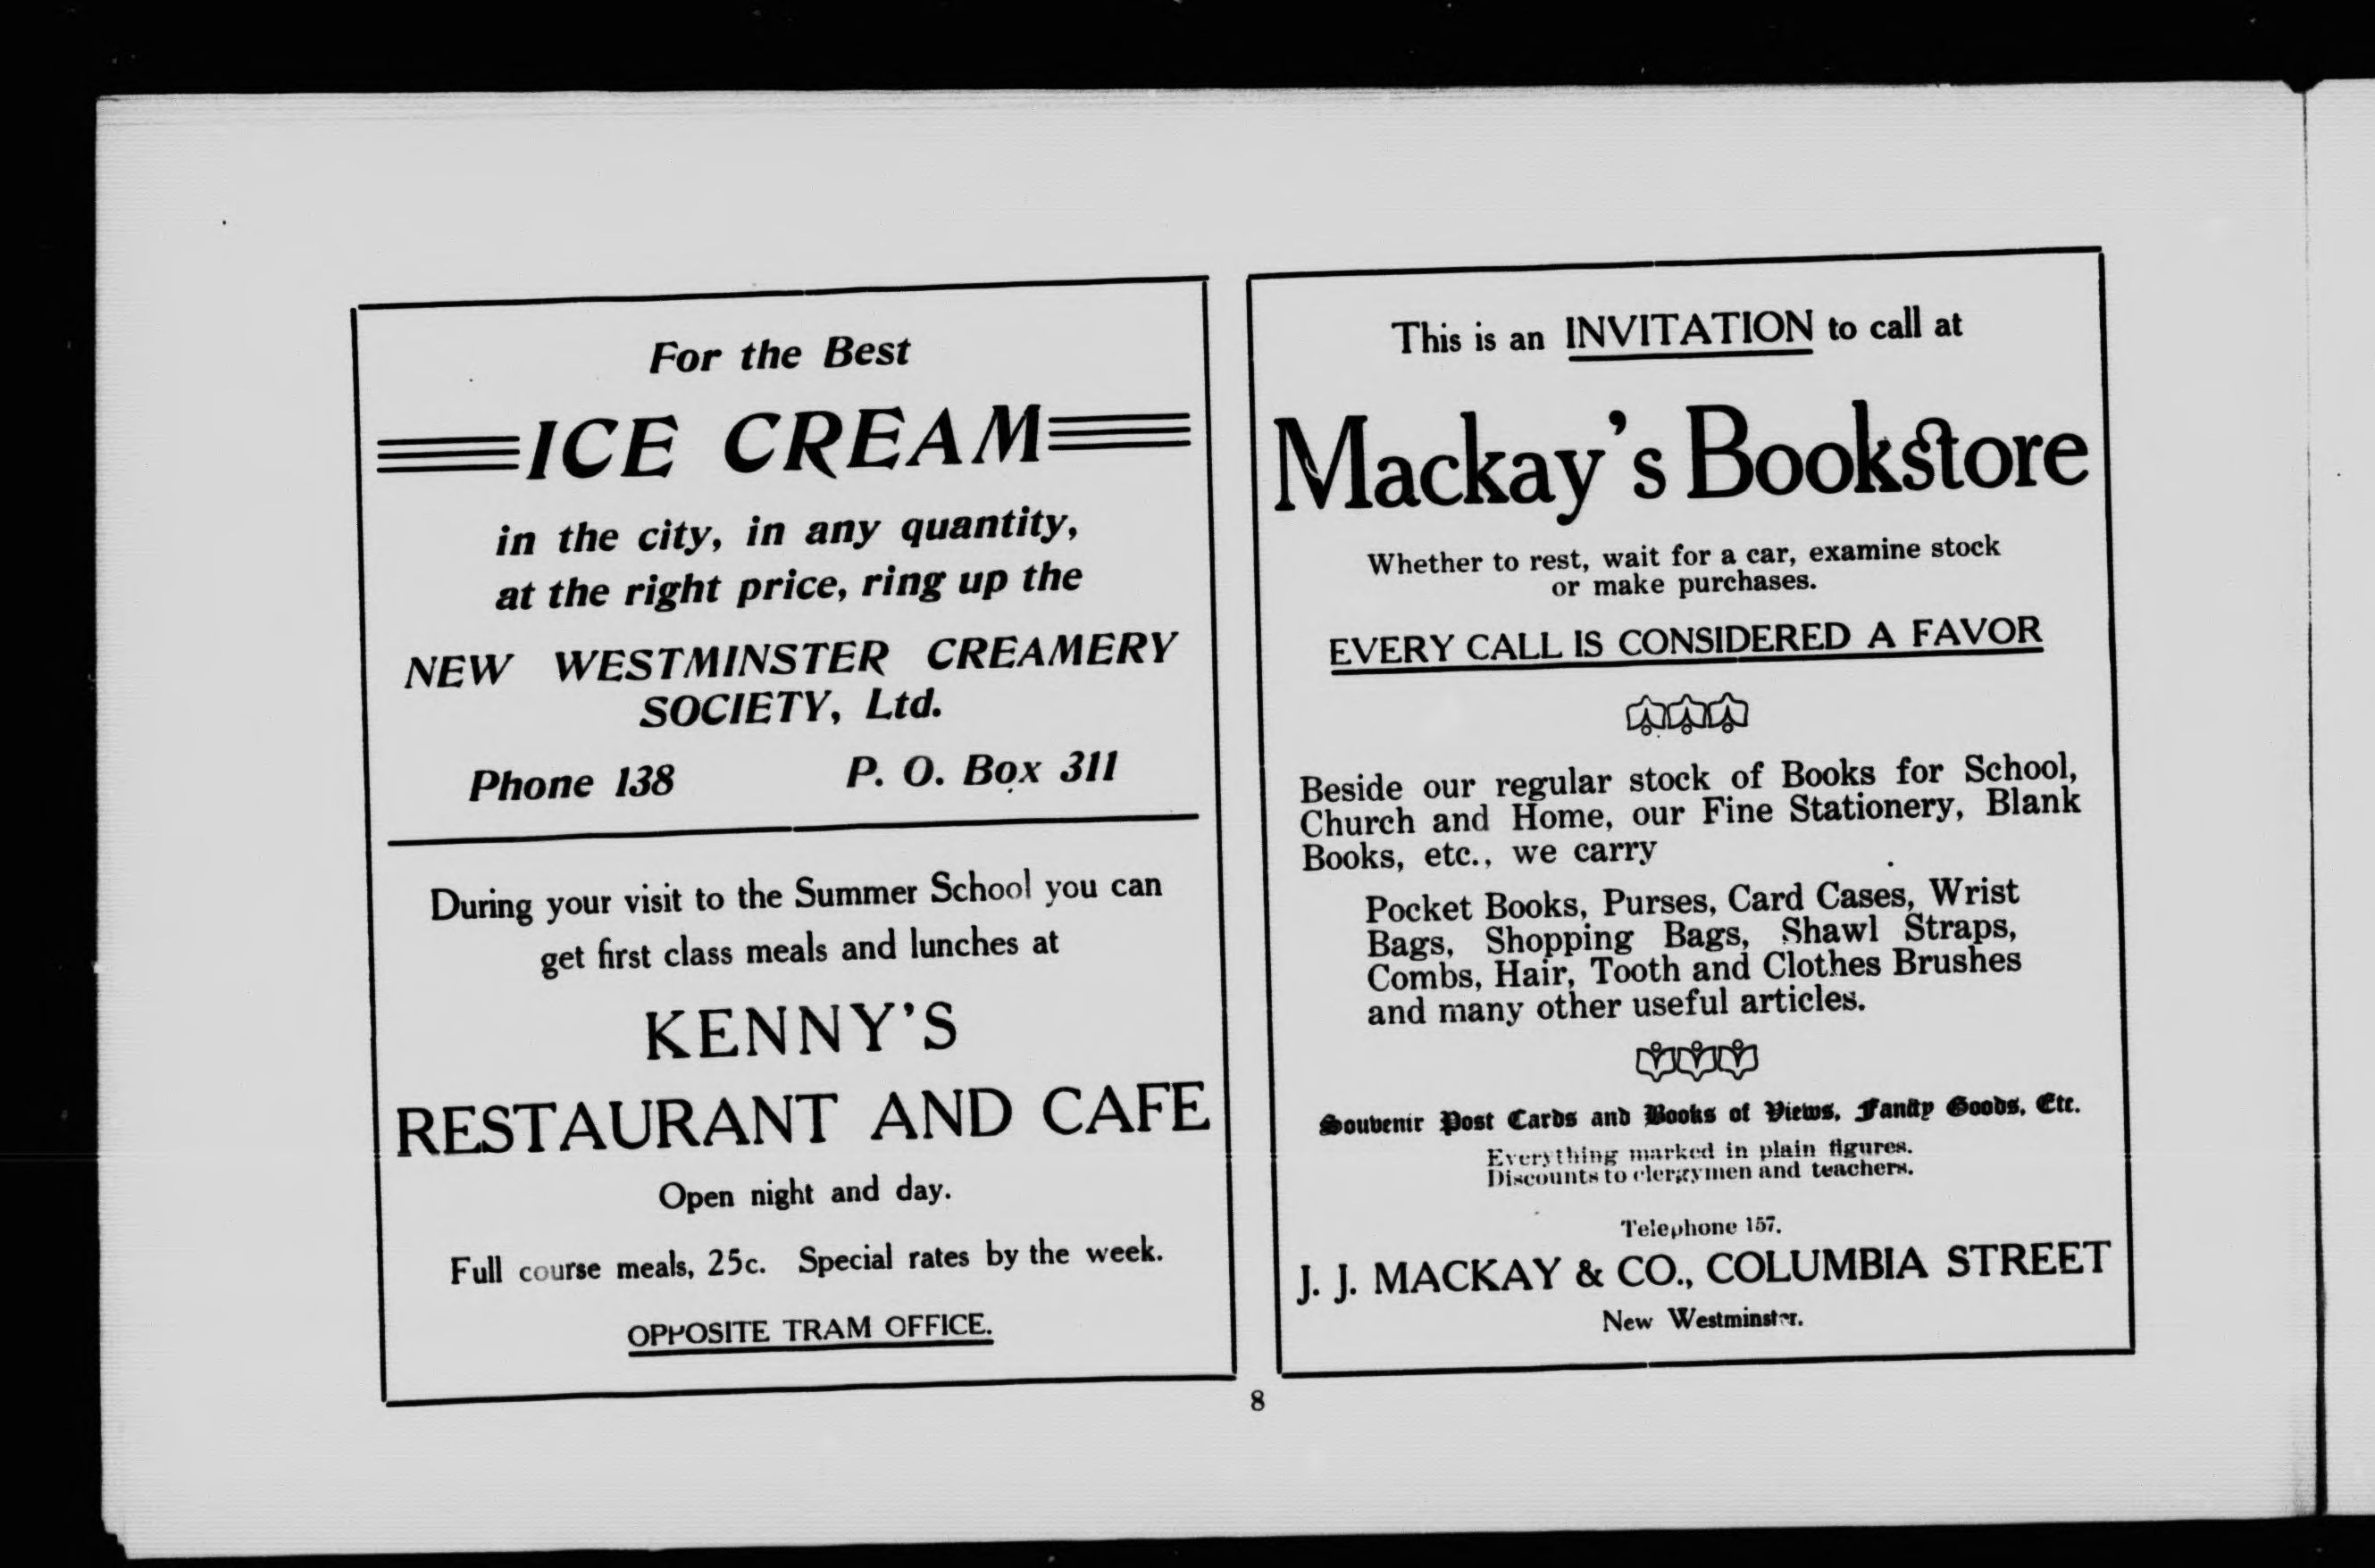 For the Best
ICE CREAM
in the city, in any quantity,
at the right price, ring up the
NEW WESTMINSTER CREAMERY
SOCIETY, Ltd.
Phone 138 P. O. Box 311
During your visit to the Summer School you can
get first class meals and lunches at
KENNY'S
RESTAURANT AND CAFE
Open night and day.
Full course meals, 25c. Special rates by the week.
OPPOSITE TRAM OFFICE.
This is an INVITATION to call at
Mackay's Bookstore
Whether to rest, wait for a car, examine stock
or make purchases.
EVERY CALL IS CONSIDERED A FAVOR
Beside our regular stock of Books for School,
Church and Home, our Fine Stationery, Blank
Books, etc., we carry
Pocket Books, Purses, Card Cases, Wrist
Bags, Shopping Bags, Shawl Straps,
Combs, Hair, Tooth and Clothes Brushes
and many other useful articles.
Souvenir Post Cards and Books of Views, Fancy Goods, Etc.
Everything marked in plain figures.
Discounts to clergymen and teachers.
Telephone 157.
J. J. MACKAY & CO., COLUMBIA STREET
New Westminster.
8